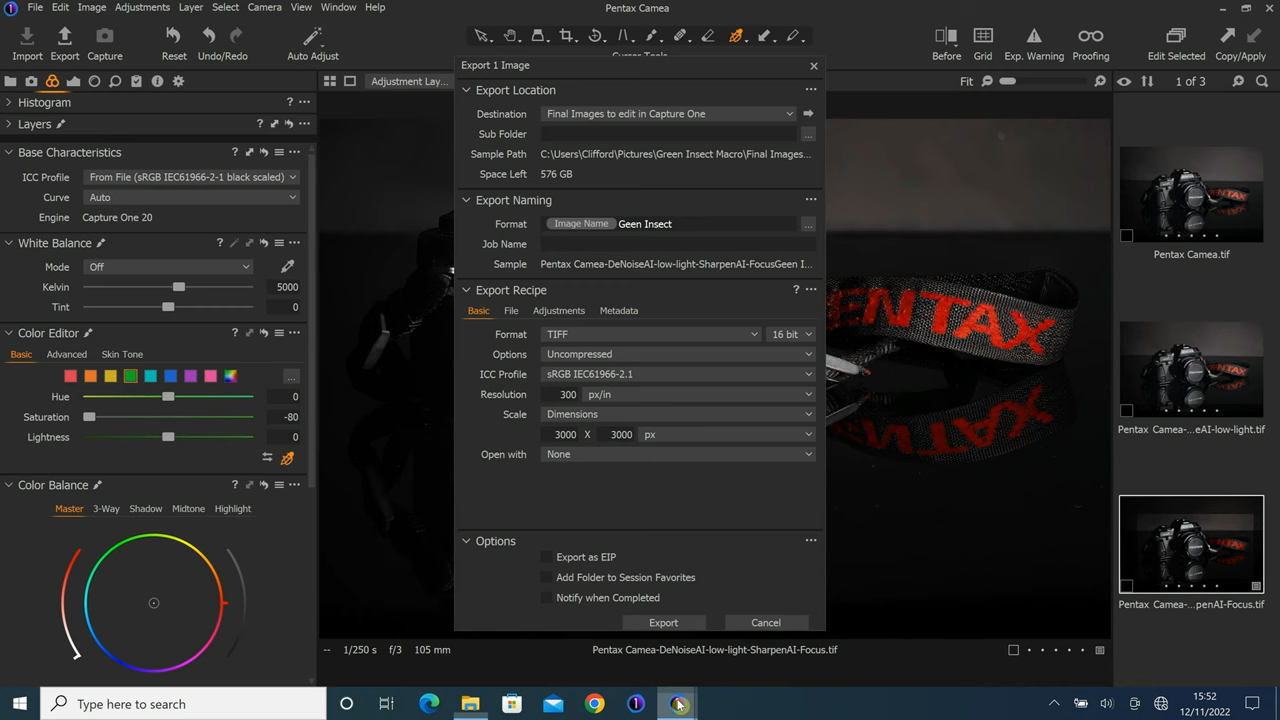 File Edit Image Adjustments Layer Select Camera View Window Help
Pentax Camea
Import Export Capture Reset Undo/Redo Auto Adjust
Cursor Tools
Before Grid Exp. Warning Proofing Edit Selected Copy/Apply
Adjustment Lay...
Fit
1 of 3
Histogram
Layers
Base Characteristics
ICC Profile From File (sRGB IEC61966-2-1 black scaled)
Curve Auto
Engine Capture One 20
White Balance
Mode Off
Kelvin 5000
Tint 0
Color Editor
Basic Advanced Skin Tone
Hue 0
Saturation -80
Lightness 0
Color Balance
Master 3-Way Shadow Midtone Highlight
Export 1 Image
Export Location
Destination Final Images to edit in Capture One
Sub Folder
Sample Path C:\Users\Clifford\Pictures\Green Insect Macro\Final Images...
Space Left 576 GB
Export Naming
Format Image Name Geen Insect
Job Name
Sample Pentax Camea-DeNoiseAI-low-light-SharpenAI-FocusGeen I...
Export Recipe
Basic File Adjustments Metadata
Format TIFF 16 bit
Options Uncompressed
ICC Profile sRGB IEC61966-2.1
Resolution 300 px/in
Scale Dimensions
3000 X 3000 px
Open with None
Options
Export as EIP
Add Folder to Session Favorites
Notify when Completed
Export Cancel
ENTAX
1/250 s f/3 105 mm
Pentax Camea-DeNoiseAI-low-light-SharpenAI-Focus.tif
Pentax Camea.tif
Pentax Camea-...eAI-low-light.tif
Pentax Camea-...penAI-Focus.tif
Type here to search
15:52
12/11/2022